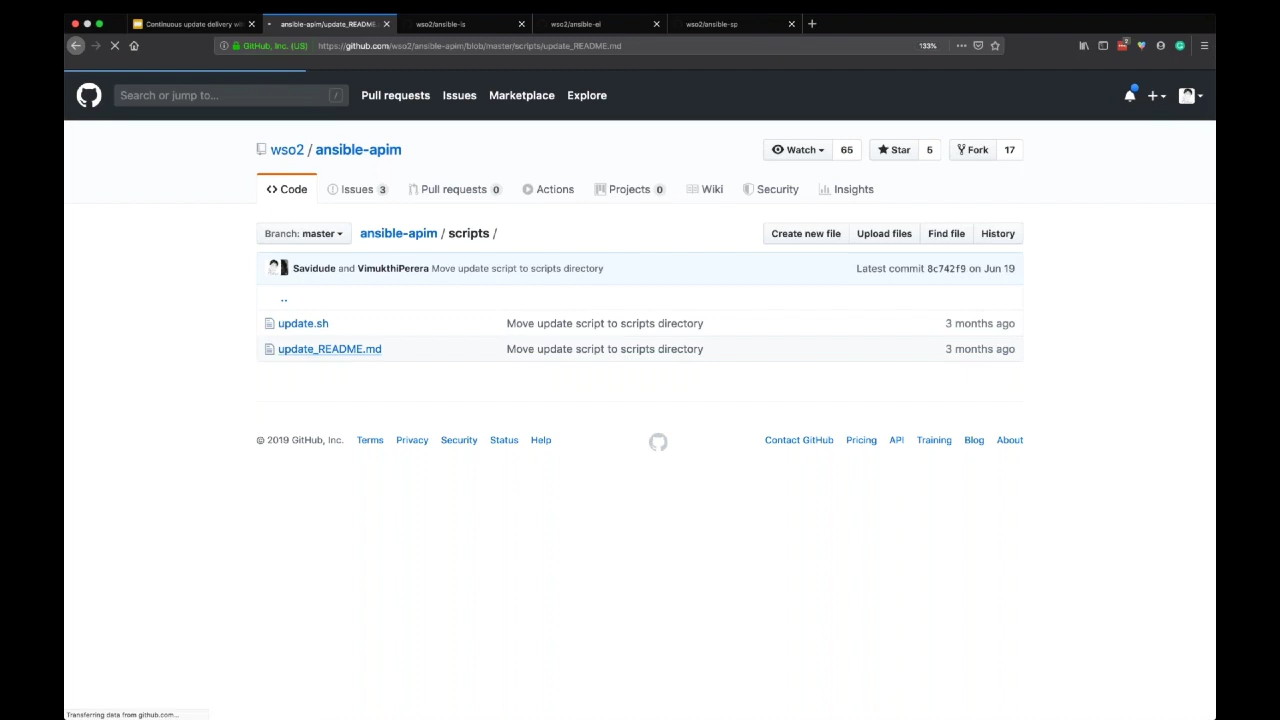 Continuous update delivery wi
ansible-apim/update_README.
wso2/ansible-is
wso2/ansible-ei
wso2/ansible-sp
GitHub, Inc. (US)
https://github.com/wso2/ansible-apim/blob/master/scripts/update_README.md
133%
Search or jump to...
/
Pull requests
Issues
Marketplace
Explore
wso2 / ansible-apim
Watch 65
Star 5
Fork 17
Code
Issues 3
Pull requests 0
Actions
Projects 0
Wiki
Security
Insights
Branch: master
ansible-apim / scripts /
Create new file
Upload files
Find file
History
Savidude and VimukthiPerera Move update script to scripts directory
Latest commit 8c742f9 on Jun 19
..
update.sh Move update script to scripts directory 3 months ago
update_README.md Move update script to scripts directory 3 months ago
© 2019 GitHub, Inc. Terms Privacy Security Status Help
Contact GitHub Pricing API Training Blog About
Transferring data from github.com...